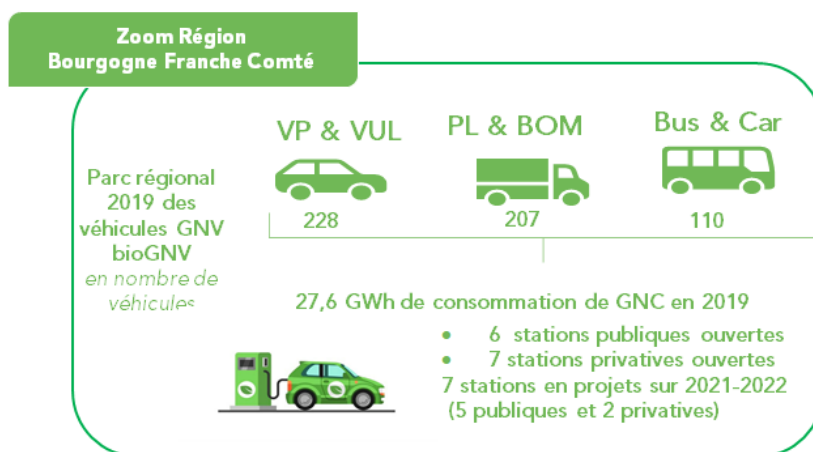 Zoom Région
Bourgogne Franche Comté
Parc régional
2019 des
véhicules GNV
bioGNV
en nombre de
véhicules
VP & VUL
228
PL & BOM
207
Bus & Car
110
27,6 GWh de consommation de GNC en 2019
• 6 stations publiques ouvertes
• 7 stations privatives ouvertes
7 stations en projets sur 2021-2022
(5 publiques et 2 privatives)